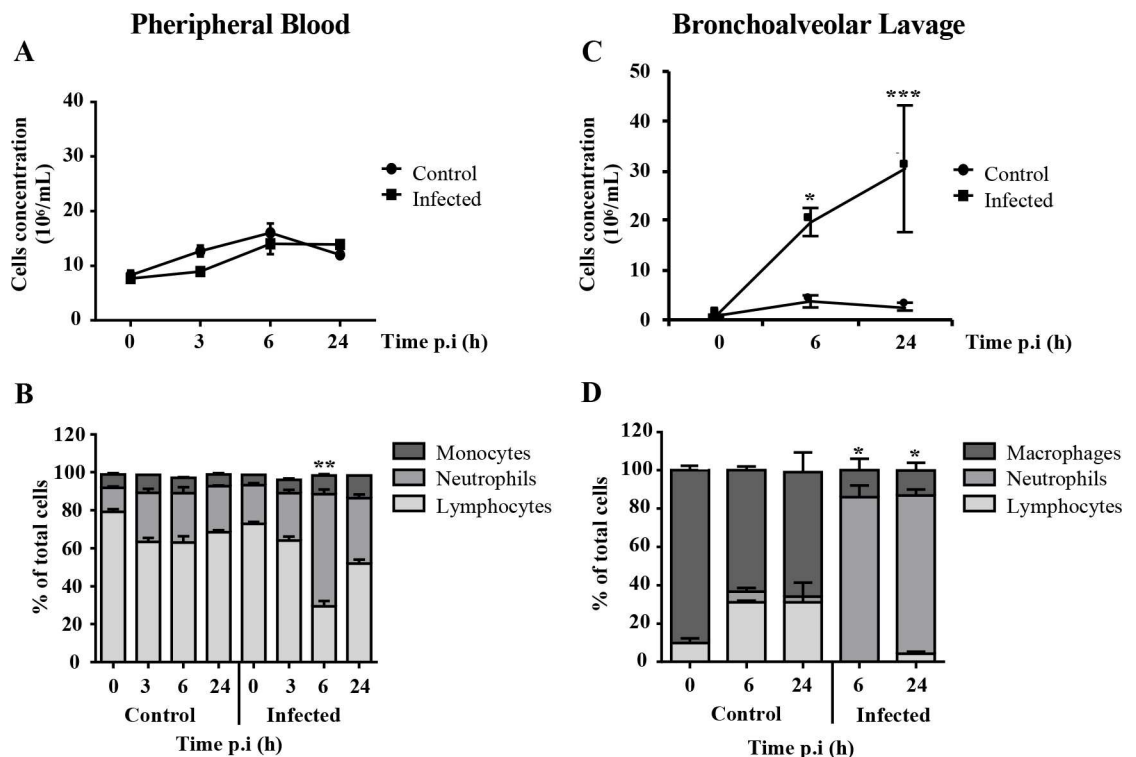 Pheripheral Blood
A
Cells concentration
(10⁶/mL)
40
30
20
10
0
0 3 6 24
Time p.i (h)
Control
Infected
Bronchoalveolar Lavage
C
Cells concentration
(10⁶/mL)
50
40
30
20
10
0
*
***
0 6 24
Time p.i (h)
Control
Infected
B
% of total cells
120
100
80
60
40
20
0
**
Monocytes
Neutrophils
Lymphocytes
0 3 6 24 0 3 6 24
Control Infected
Time p.i (h)
D
% of total cells
120
100
80
60
40
20
0
* *
Macrophages
Neutrophils
Lymphocytes
0 6 24 6 24
Control Infected
Time p.i (h)